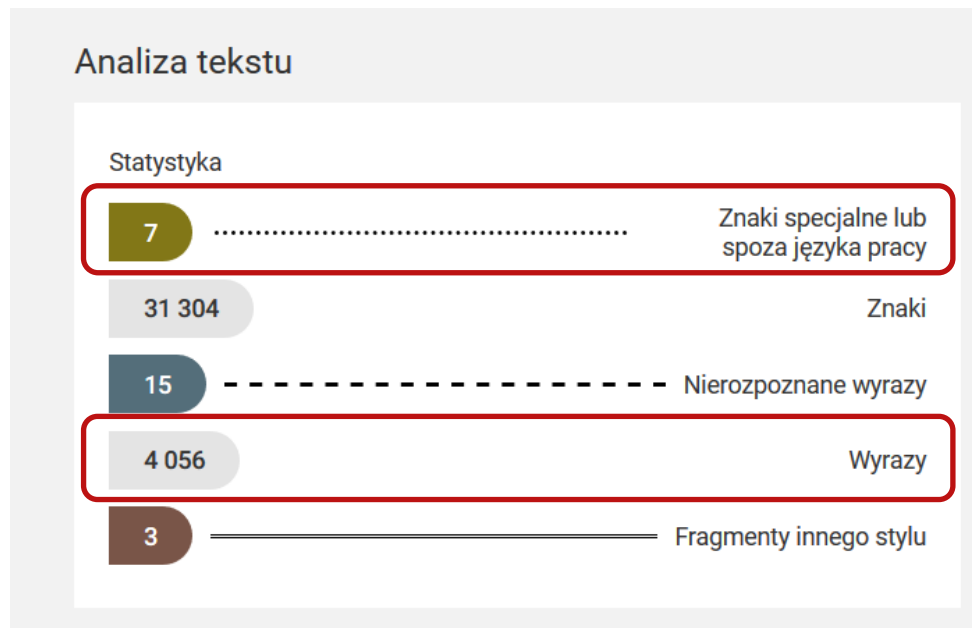 Analiza tekstu
Statystyka
7 Znaki specjalne lub
spoza języka pracy
31 304 Znaki
15 Nierozpoznane wyrazy
4 056 Wyrazy
3 Fragmenty innego stylu